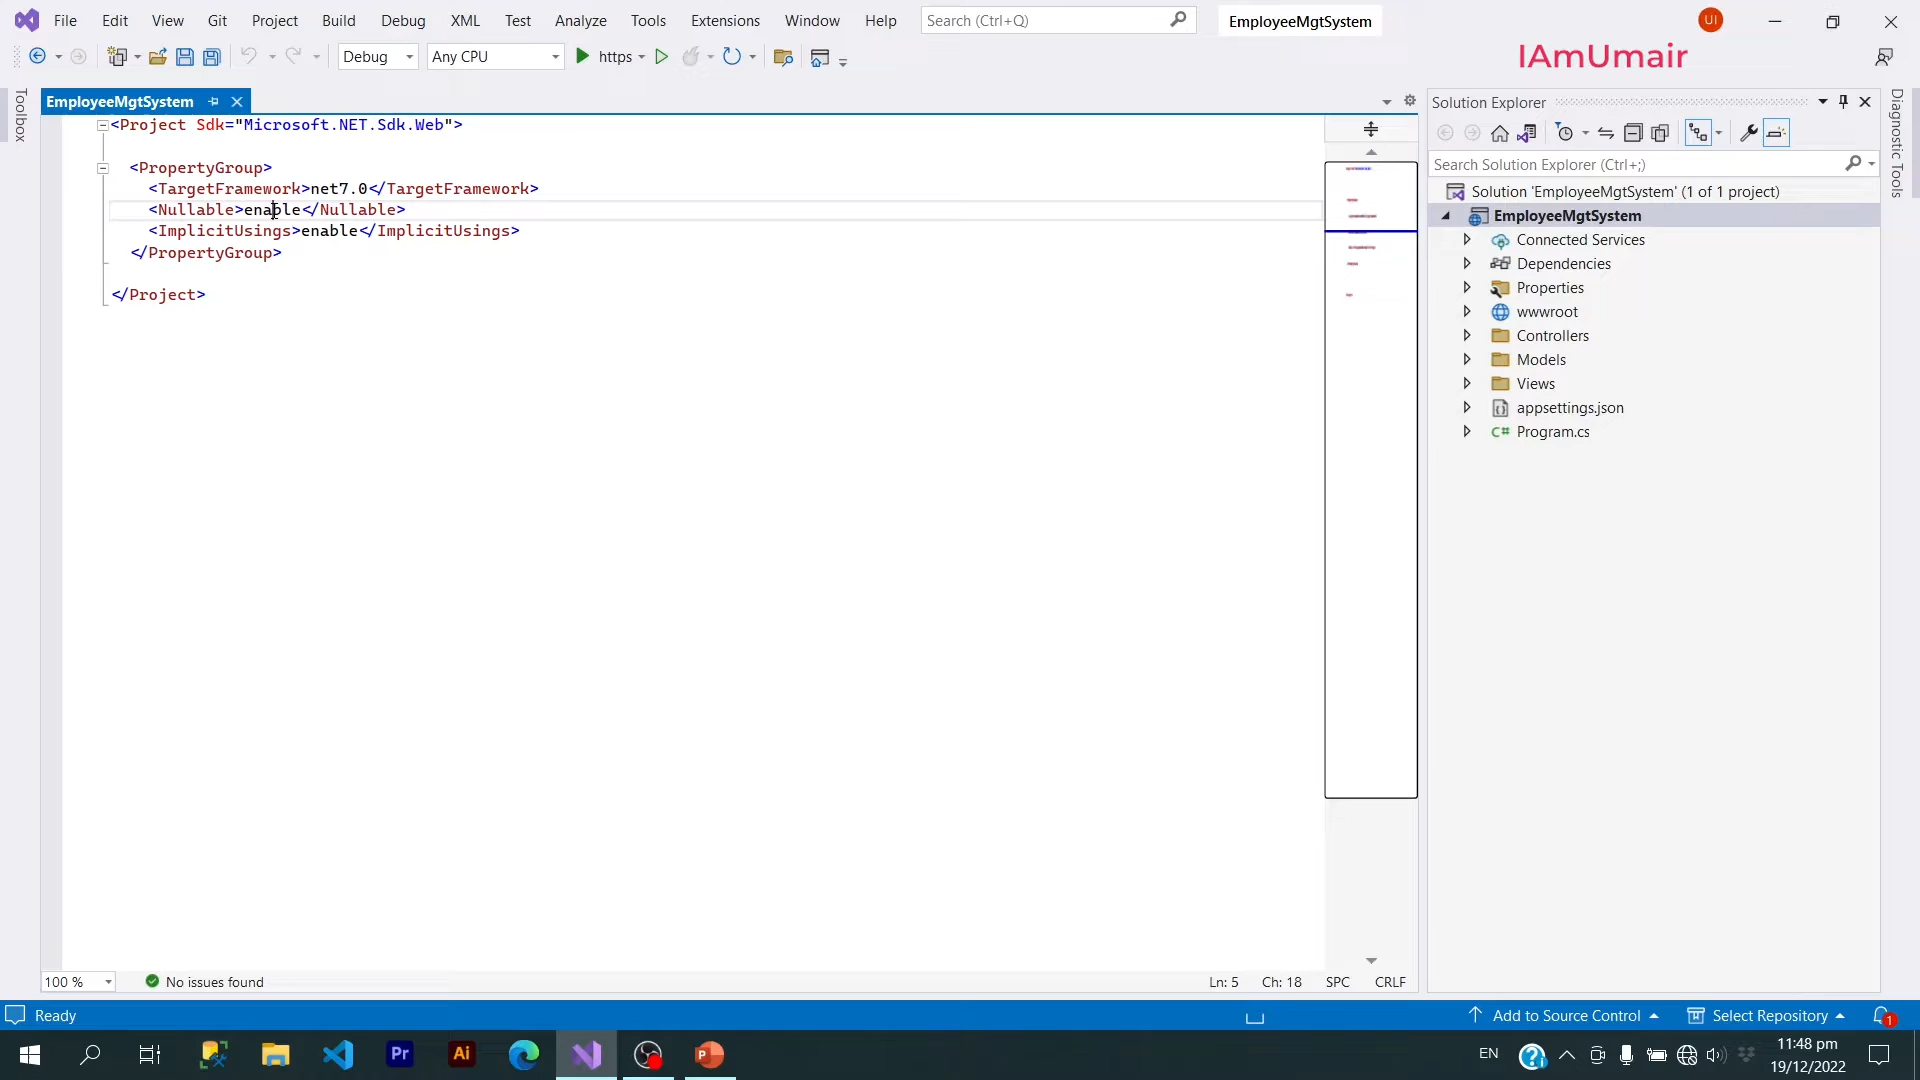 File Edit View Git Project Build Debug XML Test Analyze Tools Extensions Window Help Search (Ctrl+Q) EmployeeMgtSystem UI
Debug Any CPU https IAmUmair
Toolbox
EmployeeMgtSystem
<Project Sdk="Microsoft.NET.Sdk.Web">
<PropertyGroup>
<TargetFramework>net7.0</TargetFramework>
<Nullable>enable</Nullable>
<ImplicitUsings>enable</ImplicitUsings>
</PropertyGroup>
</Project>
100 % No issues found Ln: 5 Ch: 18 SPC CRLF
Solution Explorer
Search Solution Explorer (Ctrl+;)
Solution 'EmployeeMgtSystem' (1 of 1 project)
EmployeeMgtSystem
Connected Services
Dependencies
Properties
wwwroot
Controllers
Models
Views
appsettings.json
C# Program.cs
Diagnostic Tools
Ready Add to Source Control Select Repository 1
Pr Ai P EN 11:48 pm
19/12/2022